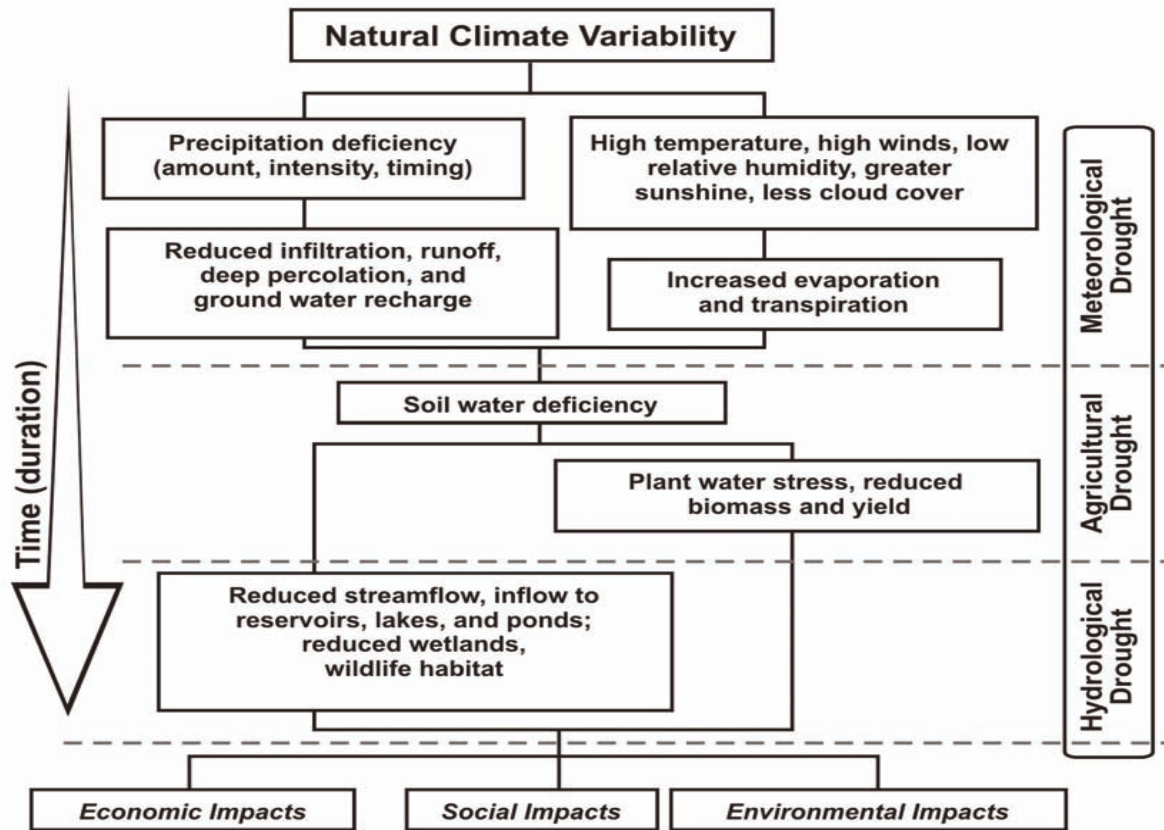 Natural Climate Variability
Precipitation deficiency
(amount, intensity, timing)
High temperature, high winds, low
relative humidity, greater
sunshine, less cloud cover
Reduced infiltration, runoff,
deep percolation, and
ground water recharge
Increased evaporation
and transpiration
Meteorological
Drought
Time (duration)
Soil water deficiency
Plant water stress, reduced
biomass and yield
Agricultural
Drought
Reduced streamflow, inflow to
reservoirs, lakes, and ponds;
reduced wetlands,
wildlife habitat
Hydrological
Drought
Economic Impacts
Social Impacts
Environmental Impacts